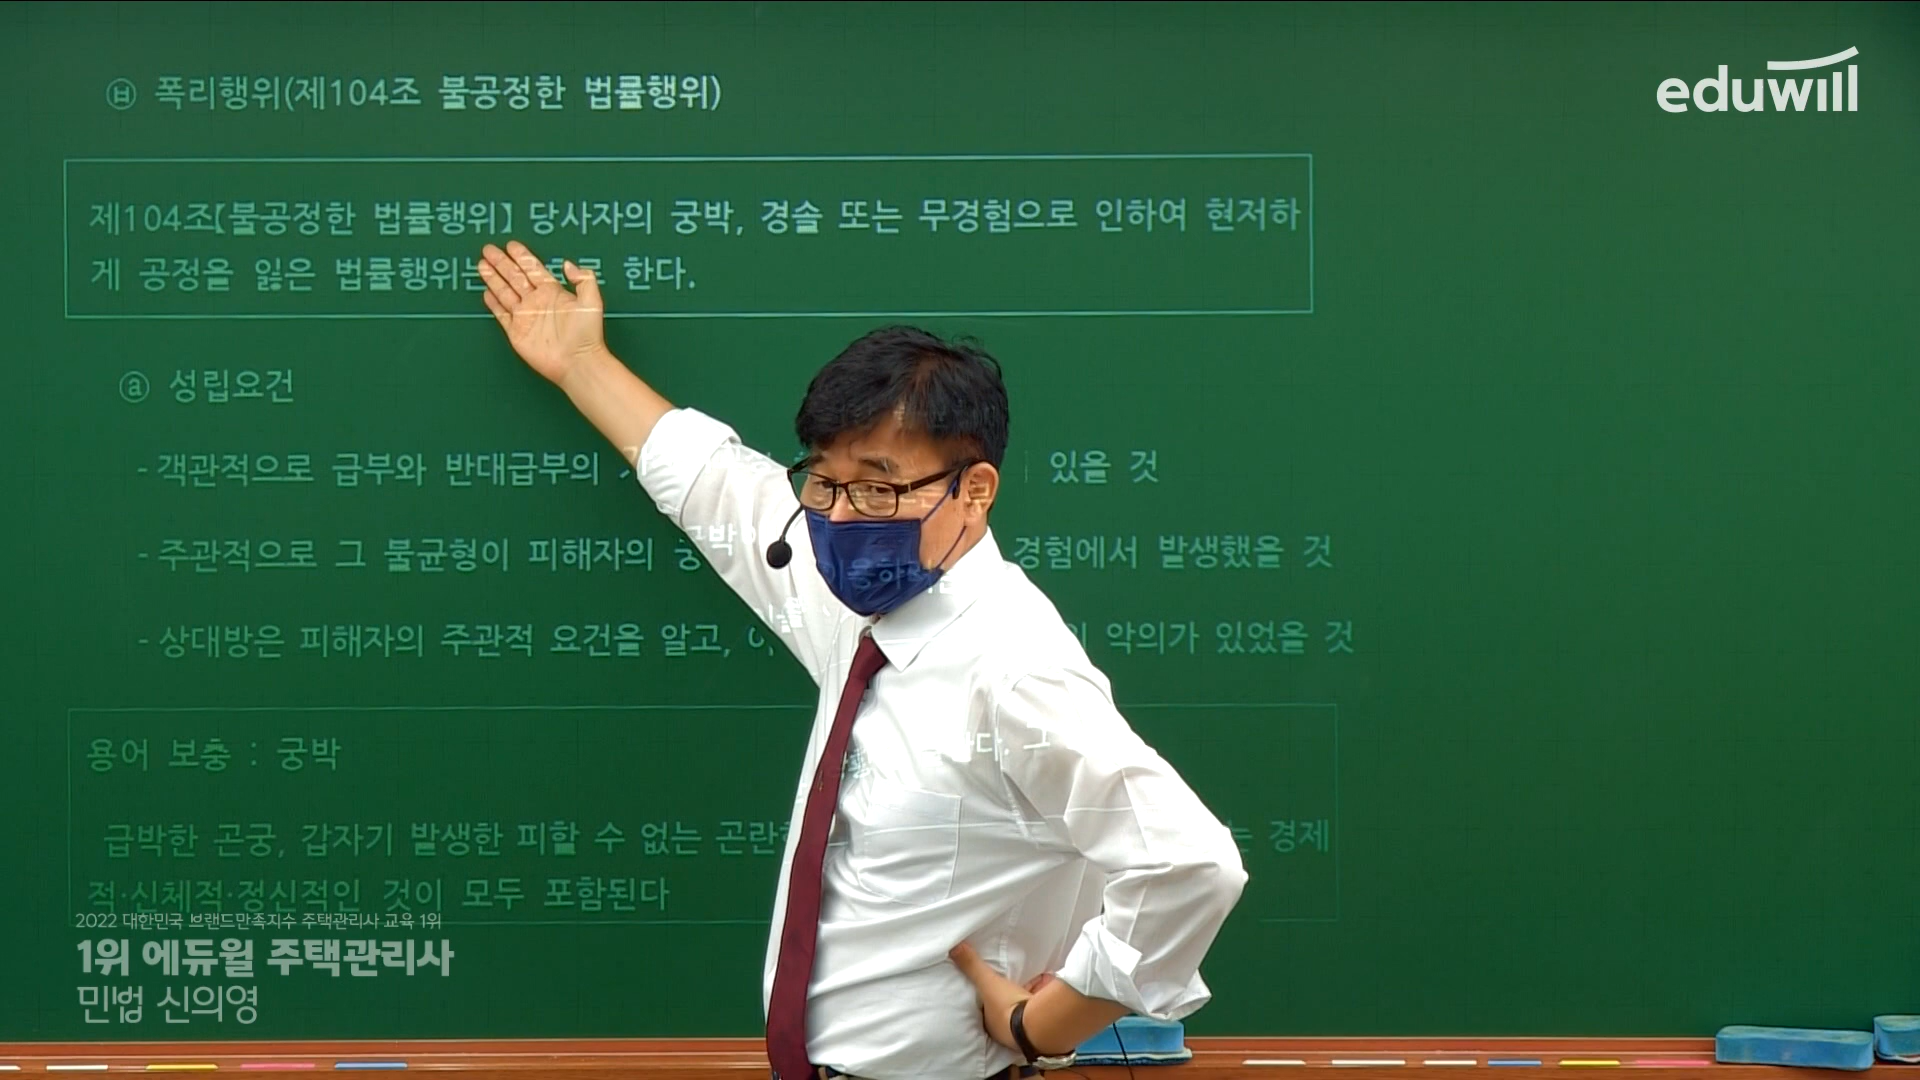 ⓗ 폭리행위(제104조 불공정한 법률행위)
eduwill
제104조【불공정한 법률행위】 당사자의 궁박, 경솔 또는 무경험으로 인하여 현저하
게 공정을 잃은 법률행위는 한다.
ⓐ 성립요건
- 객관적으로 급부와 반대급부의 있을 것
- 주관적으로 그 불균형이 피해자의 경험에서 발생했을 것
- 상대방은 피해자의 주관적 요건을 알고, 악의가 있었을 것
용어 보충 : 궁박
급박한 곤궁, 갑자기 발생한 피할 수 없는 경제
적·신체적·정신적인 것이 모두 포함된다
2022 대한민국 브랜드만족지수 주택관리사 교육 1위
1위 에듀윌 주택관리사
민법 신의영